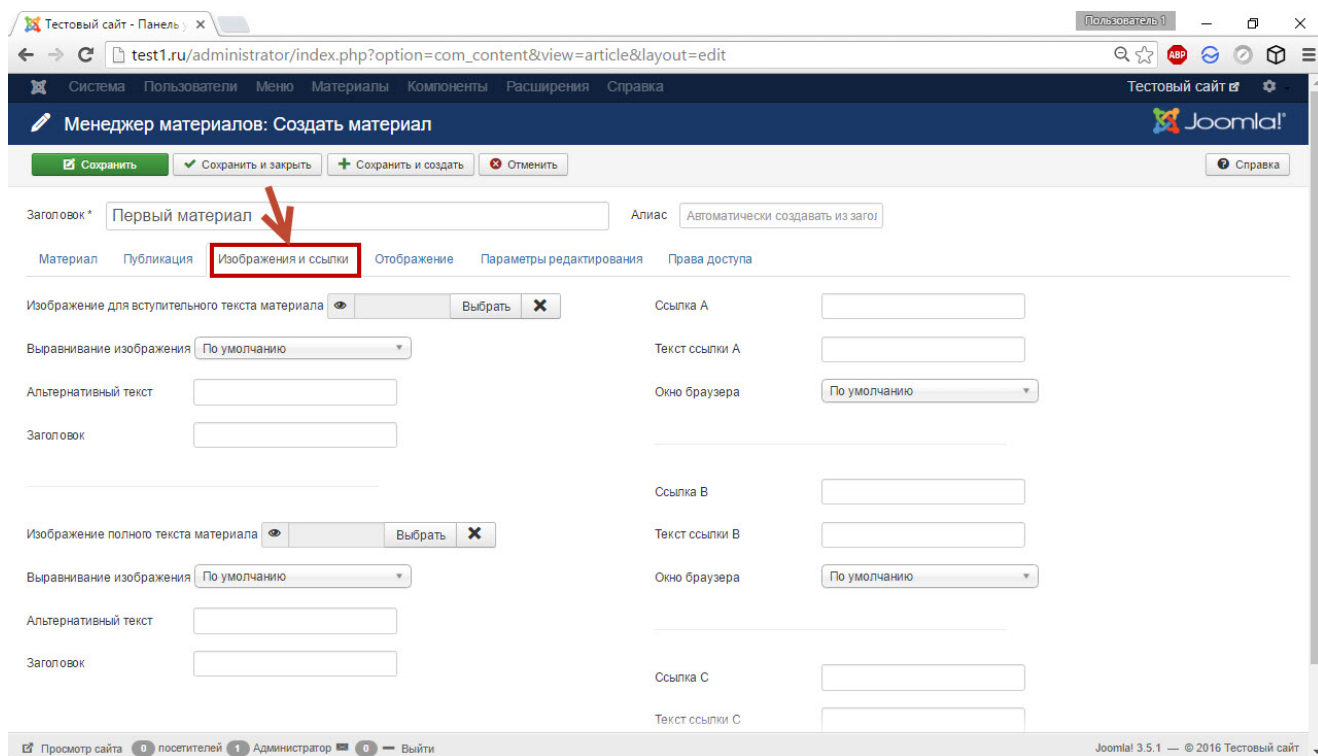 Тестовый сайт - Панель у
Пользователь 1
test1.ru/administrator/index.php?option=com_content&view=article&layout=edit
ABP
Система Пользователи Меню Материалы Компоненты Расширения Справка Тестовый сайт
Менеджер материалов: Создать материал Joomla!
Сохранить Сохранить и закрыть Сохранить и создать Отменить Справка
Заголовок * Первый материал Алиас Автоматически создавать из загол
Материал Публикация Изображения и ссылки Отображение Параметры редактирования Права доступа
Изображение для вступительного текста материала Выбрать Ссылка A
Выравнивание изображения По умолчанию Текст ссылки A
Альтернативный текст Окно браузера По умолчанию
Заголовок
Ссылка B
Изображение полного текста материала Выбрать Текст ссылки B
Выравнивание изображения По умолчанию Окно браузера По умолчанию
Альтернативный текст
Заголовок Ссылка C
Текст ссылки C
Просмотр сайта 0 посетителей 1 Администратор 0 Выйти Joomla! 3.5.1 — © 2016 Тестовый сайт